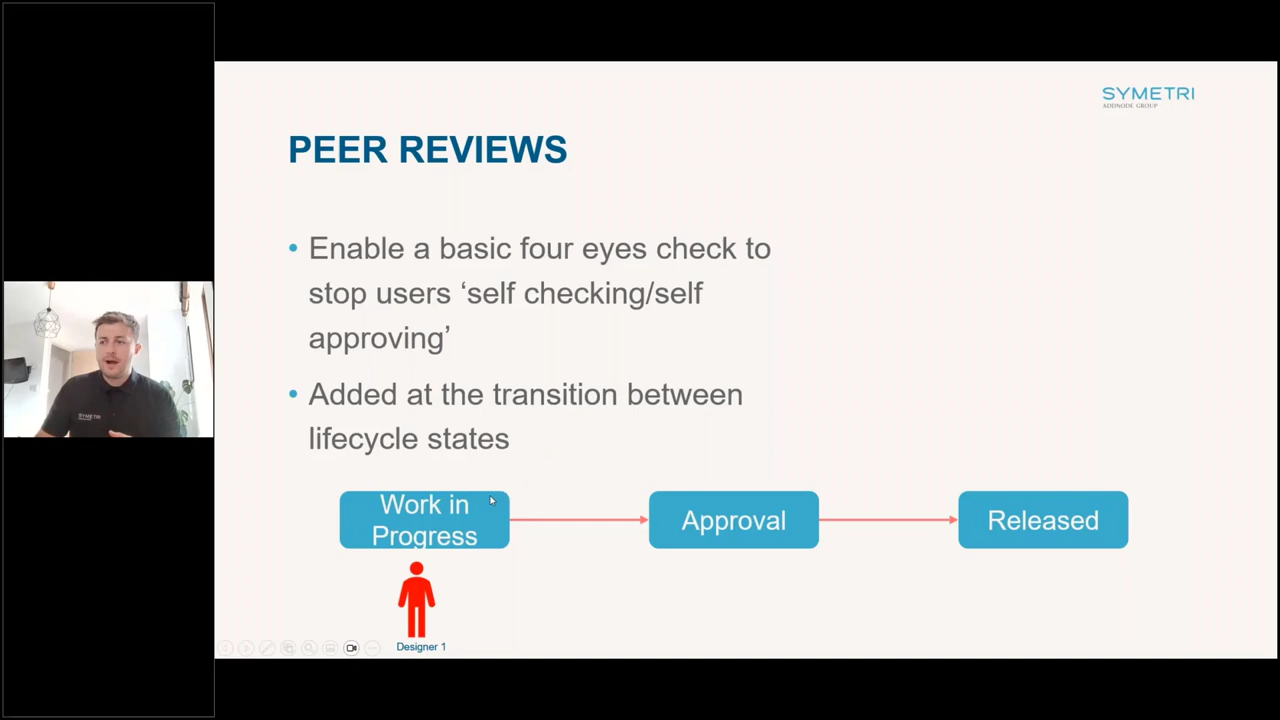 SYMETRI
ADDNODE GROUP
PEER REVIEWS
• Enable a basic four eyes check to
stop users ‘self checking/self
approving’
• Added at the transition between
lifecycle states
Work in
Progress
Approval
Released
Designer 1
SYMETRI